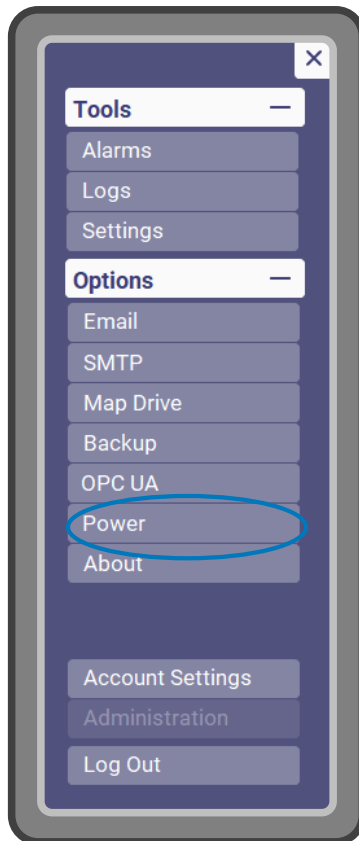 Tools
Alarms
Logs
Settings
Options
Email
SMTP
Map Drive
Backup
OPC UA
Power
About
Account Settings
Administration
Log Out